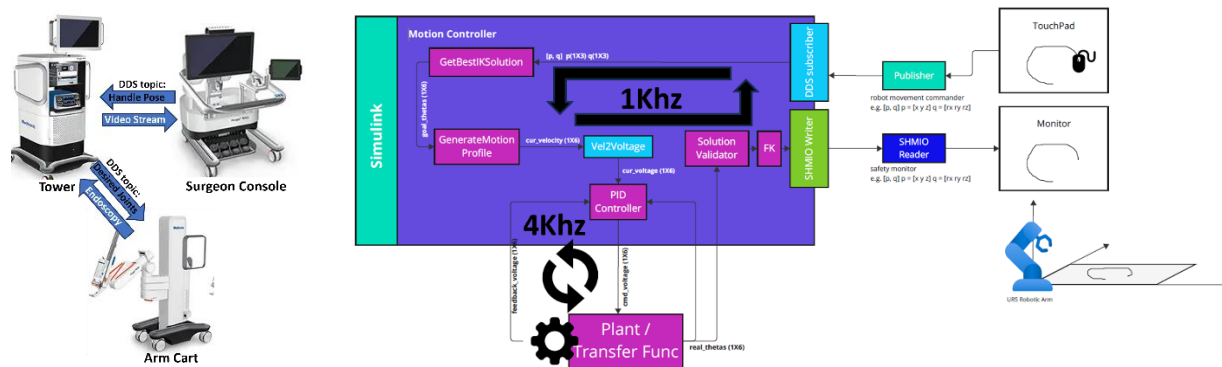 DDS topic:
Handle Pose
Video Stream
Tower
Surgeon Console
DDS topic:
Desired Joints
Endoscopy
Arm Cart
Simulink
Motion Controller
GetBestIKSolution
[p, q] p(1X3) q(1X3)
goal_thetas (1X6)
1Khz
GenerateMotion
Profile
cur_velocity (1X6)
Vel2Voltage
cur_voltage (1X6)
Solution
Validator
FK
PID
Controller
4Khz
feedback_voltage (1X6)
cmd_voltage (1X6)
Plant /
Transfer Func
real_thetas (1X6)
DDS subscriber
SHMIO Writer
Publisher
robot movement commander
e.g. [p, q] p = [x y z] q = [rx ry rz]
SHMIO
Reader
safety monitor
e.g. [p, q] p = [x y z] q = [rx ry rz]
TouchPad
Monitor
UR5 Robotic Arm